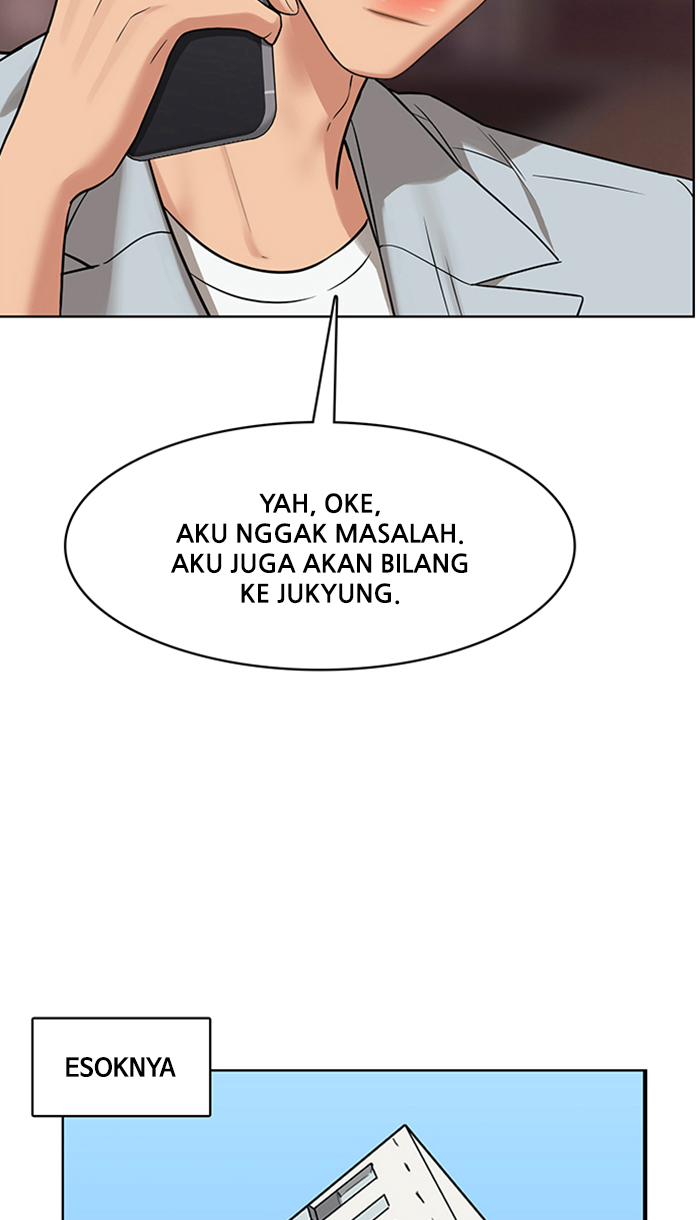 YAH, OKE,
AKU NGGAK MASALAH.
AKU JUGA AKAN BILANG
KE JUKYUNG.
ESOKNYA